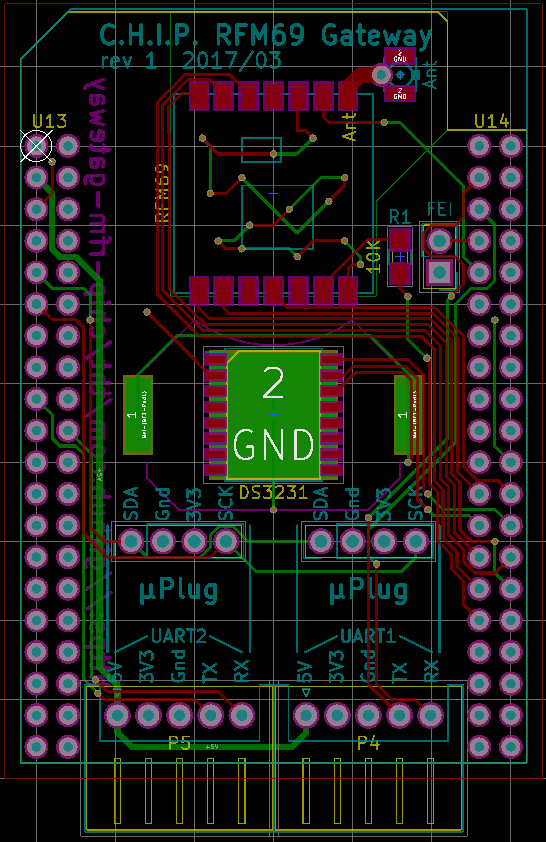 C.H.I.P. RFM69 Gateway
rev 1 2017/03
2
GND
Ant
2
GND
U13
U14
Ant
RFM69
FEI
R1
10K
2
GND
1
1
DS3231
SDA
Gnd
3V3
SCK
SDA
Gnd
3V3
SCK
µPlug
µPlug
UART2
UART1
5V
3V3
Gnd
TX
RX
5V
3V3
Gnd
TX
RX
P5
+5V
P4